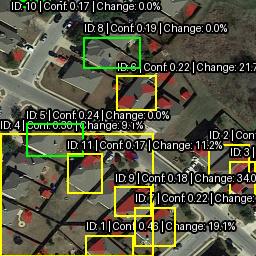 ID: 10 | Conf 0.17 | Change: 0.0%
ID: 8 | Conf 0.19 | Change: 0.0%
ID: 6 | Conf 0.22 | Change: 21.7
ID: 5 | Conf 0.24 | Change: 0.0%
ID: 4 | Conf 0.36 | Change: 9.1%
ID: 2 | Conf
ID: 11 | Conf 0.17 | Change: 11.2%
ID: 3 |
ID: 9 | Conf 0.18 | Change: 34.0
ID: 7 | Conf 0.22 | Change:
ID: 1 | Conf 0.45 | Change: 19.1%